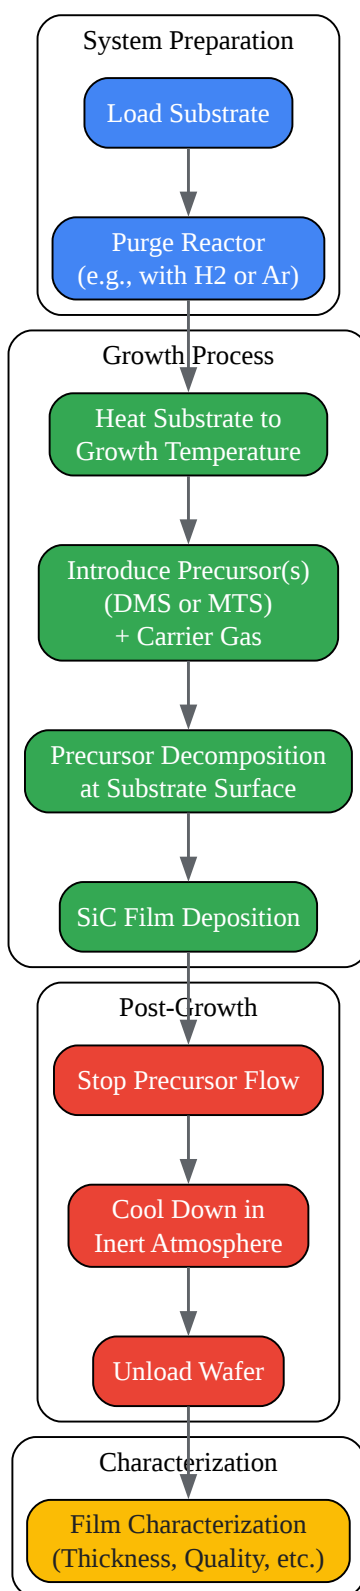 System Preparation
Load Substrate
Purge Reactor
(e.g., with H2 or Ar)
Growth Process
Heat Substrate to
Growth Temperature
Introduce Precursor(s)
(DMS or MTS)
+ Carrier Gas
Precursor Decomposition
at Substrate Surface
SiC Film Deposition
Post-Growth
Stop Precursor Flow
Cool Down in
Inert Atmosphere
Unload Wafer
Characterization
Film Characterization
(Thickness, Quality, etc.)